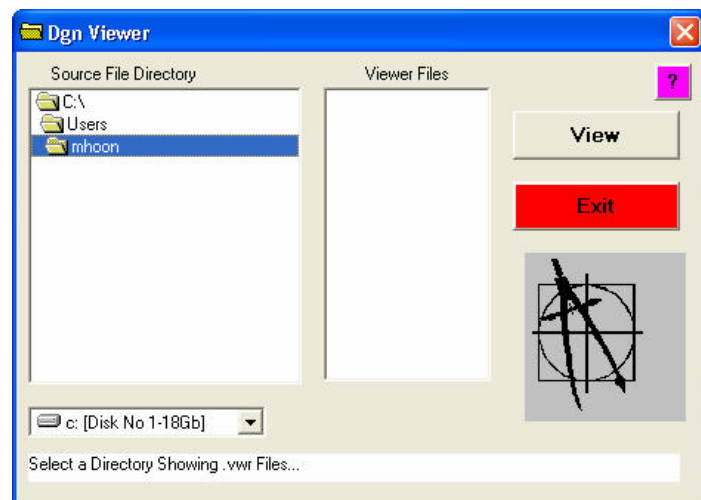 Dgn Viewer
Source File Directory
Viewer Files
?
C:\
Users
mhoon
View
Exit
c: [Disk No 1-18Gb]
Select a Directory Showing .vwr Files...